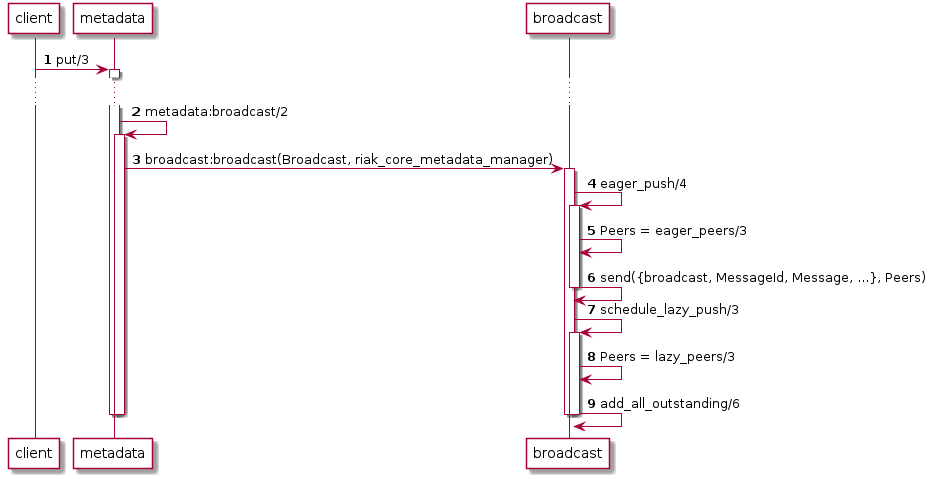 client metadata broadcast
1 put/3
2 metadata:broadcast/2
3 broadcast:broadcast(Broadcast, riak_core_metadata_manager)
4 eager_push/4
5 Peers = eager_peers/3
6 send({broadcast, MessageId, Message, ...}, Peers)
7 schedule_lazy_push/3
8 Peers = lazy_peers/3
9 add_all_outstanding/6
client metadata broadcast